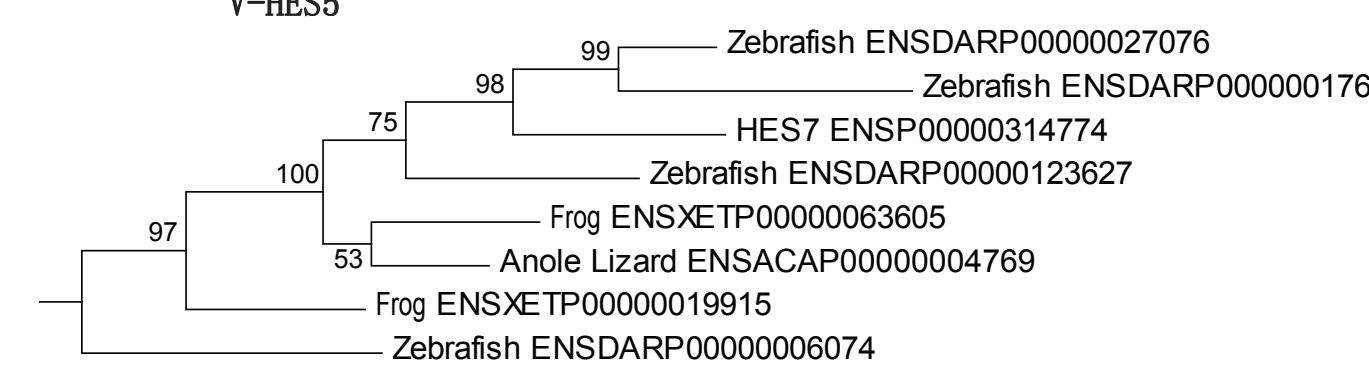 V-HES5
99
Zebrafish ENSDARP00000027076
98
Zebrafish ENSDARP000000176
75
HES7 ENSP00000314774
100
Zebrafish ENSDARP00000123627
97
Frog ENSXETP00000063605
53
Anole Lizard ENSACAP00000004769
Frog ENSXETP00000019915
Zebrafish ENSDARP00000006074